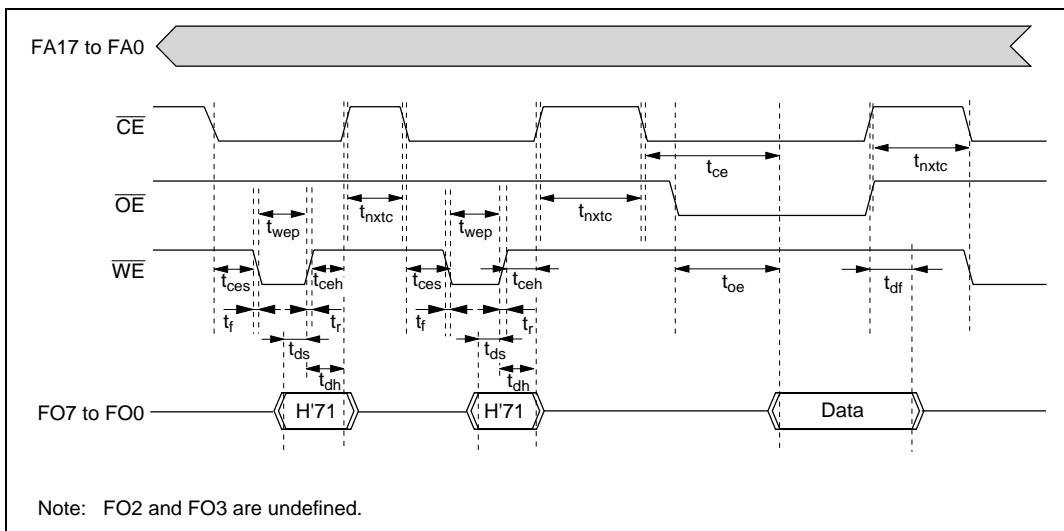 FA17 to FA0
CE
tce
tnxtc
OE
tnxtc
tnxtc
twep
twep
WE
tces
tceh
tces
tceh
toe
tdf
tf
tr
tf
tr
tds
tds
tdh
tdh
FO7 to FO0
H'71
H'71
Data
Note: FO2 and FO3 are undefined.